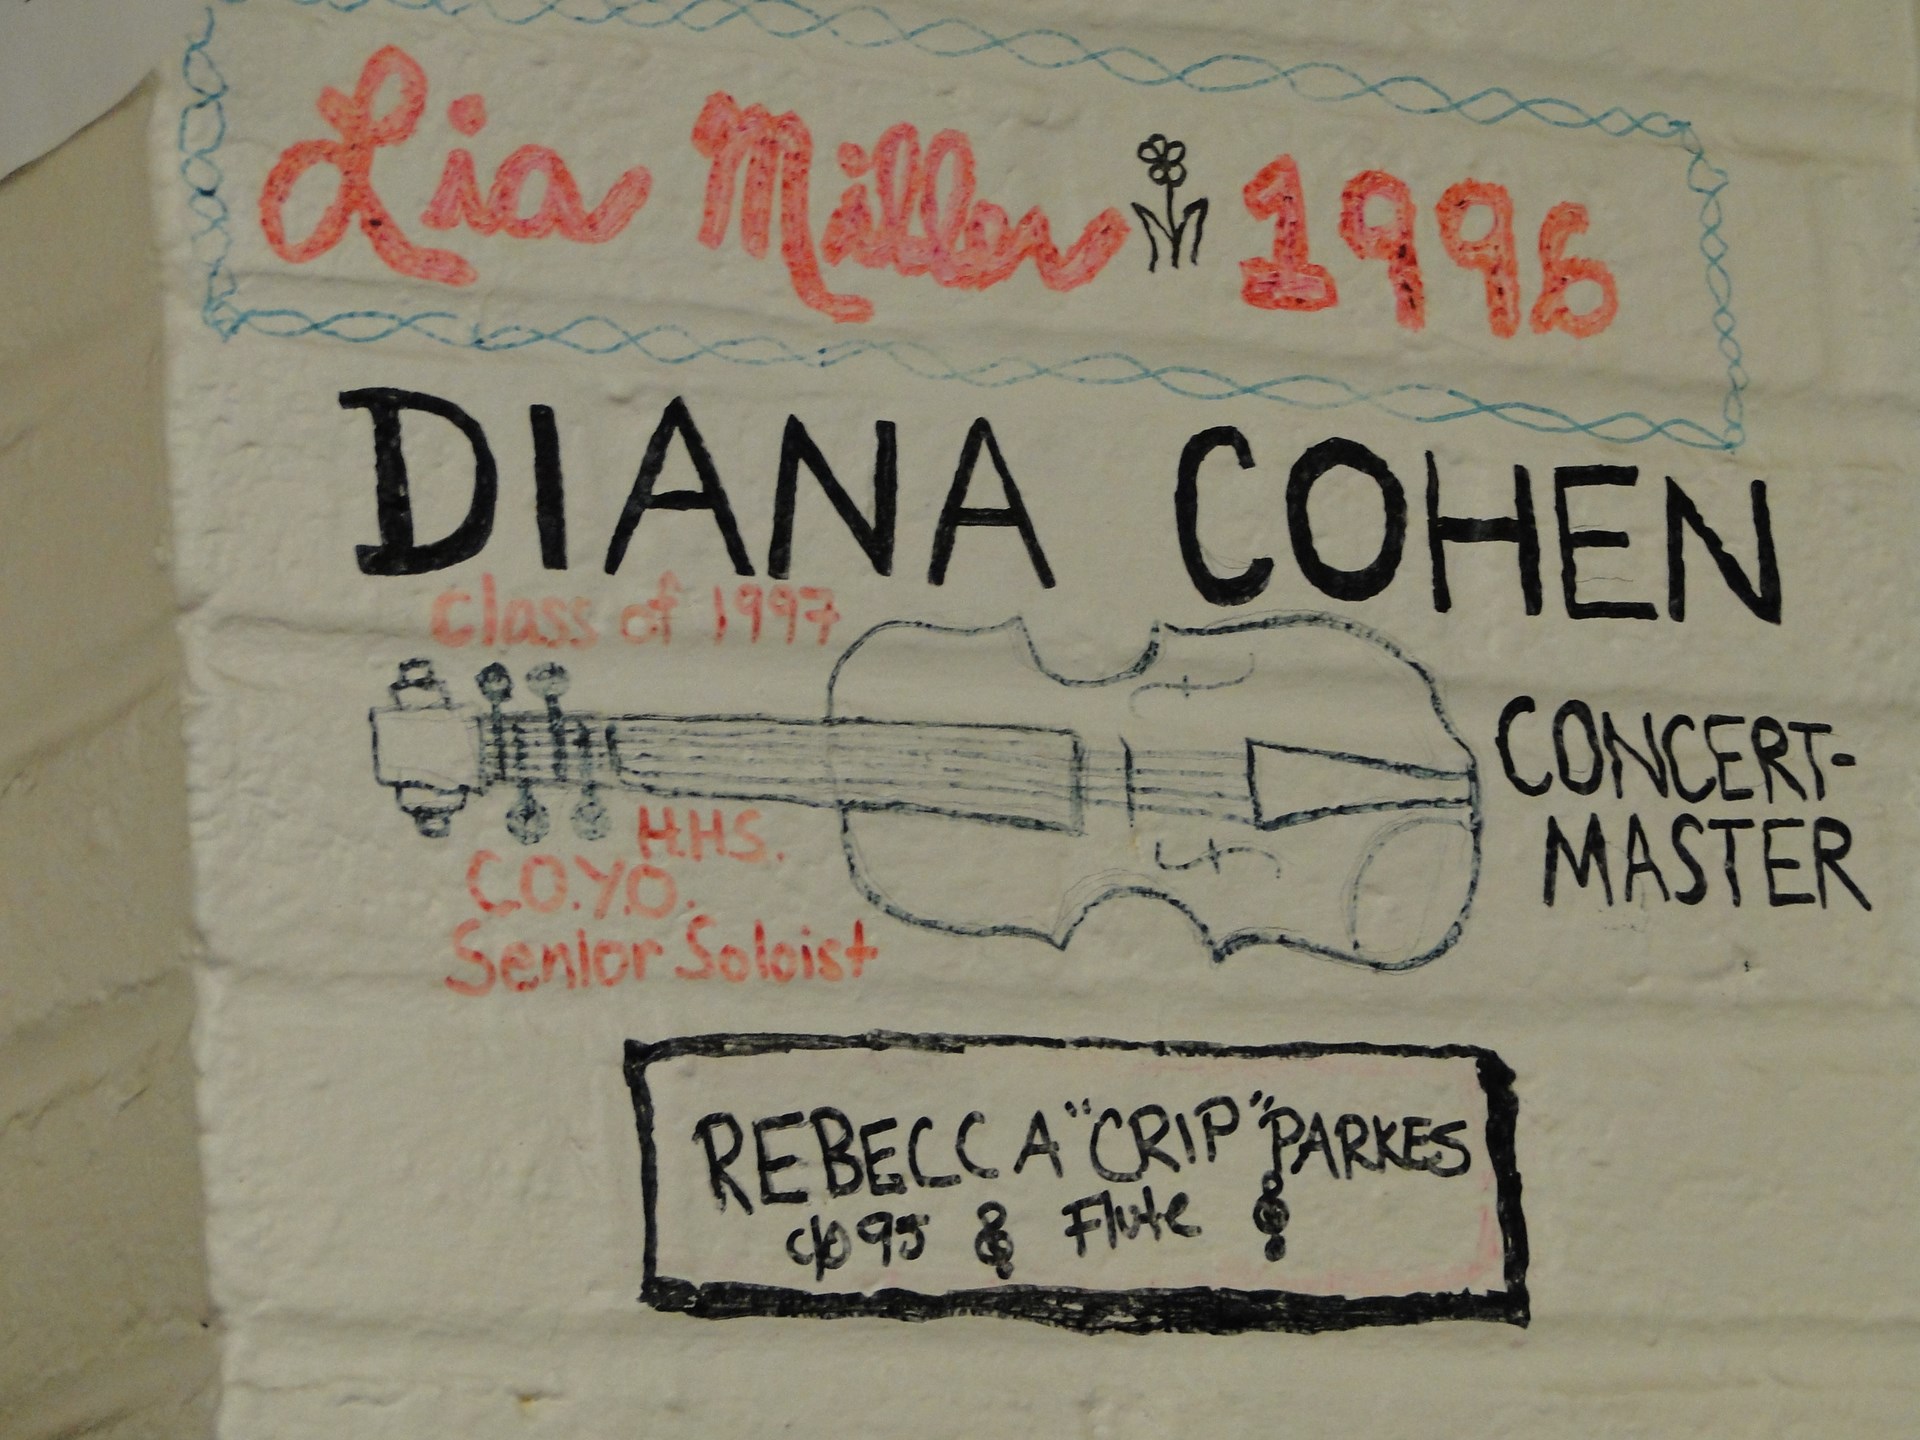 Lia Miller 1996
DIANA COHEN
class of 1997
CONCERT-
MASTER
H.H.S.
C.O.Y.O.
Senior Soloist
REBECCA "CRIP" PARKES
c/o 95 Flute